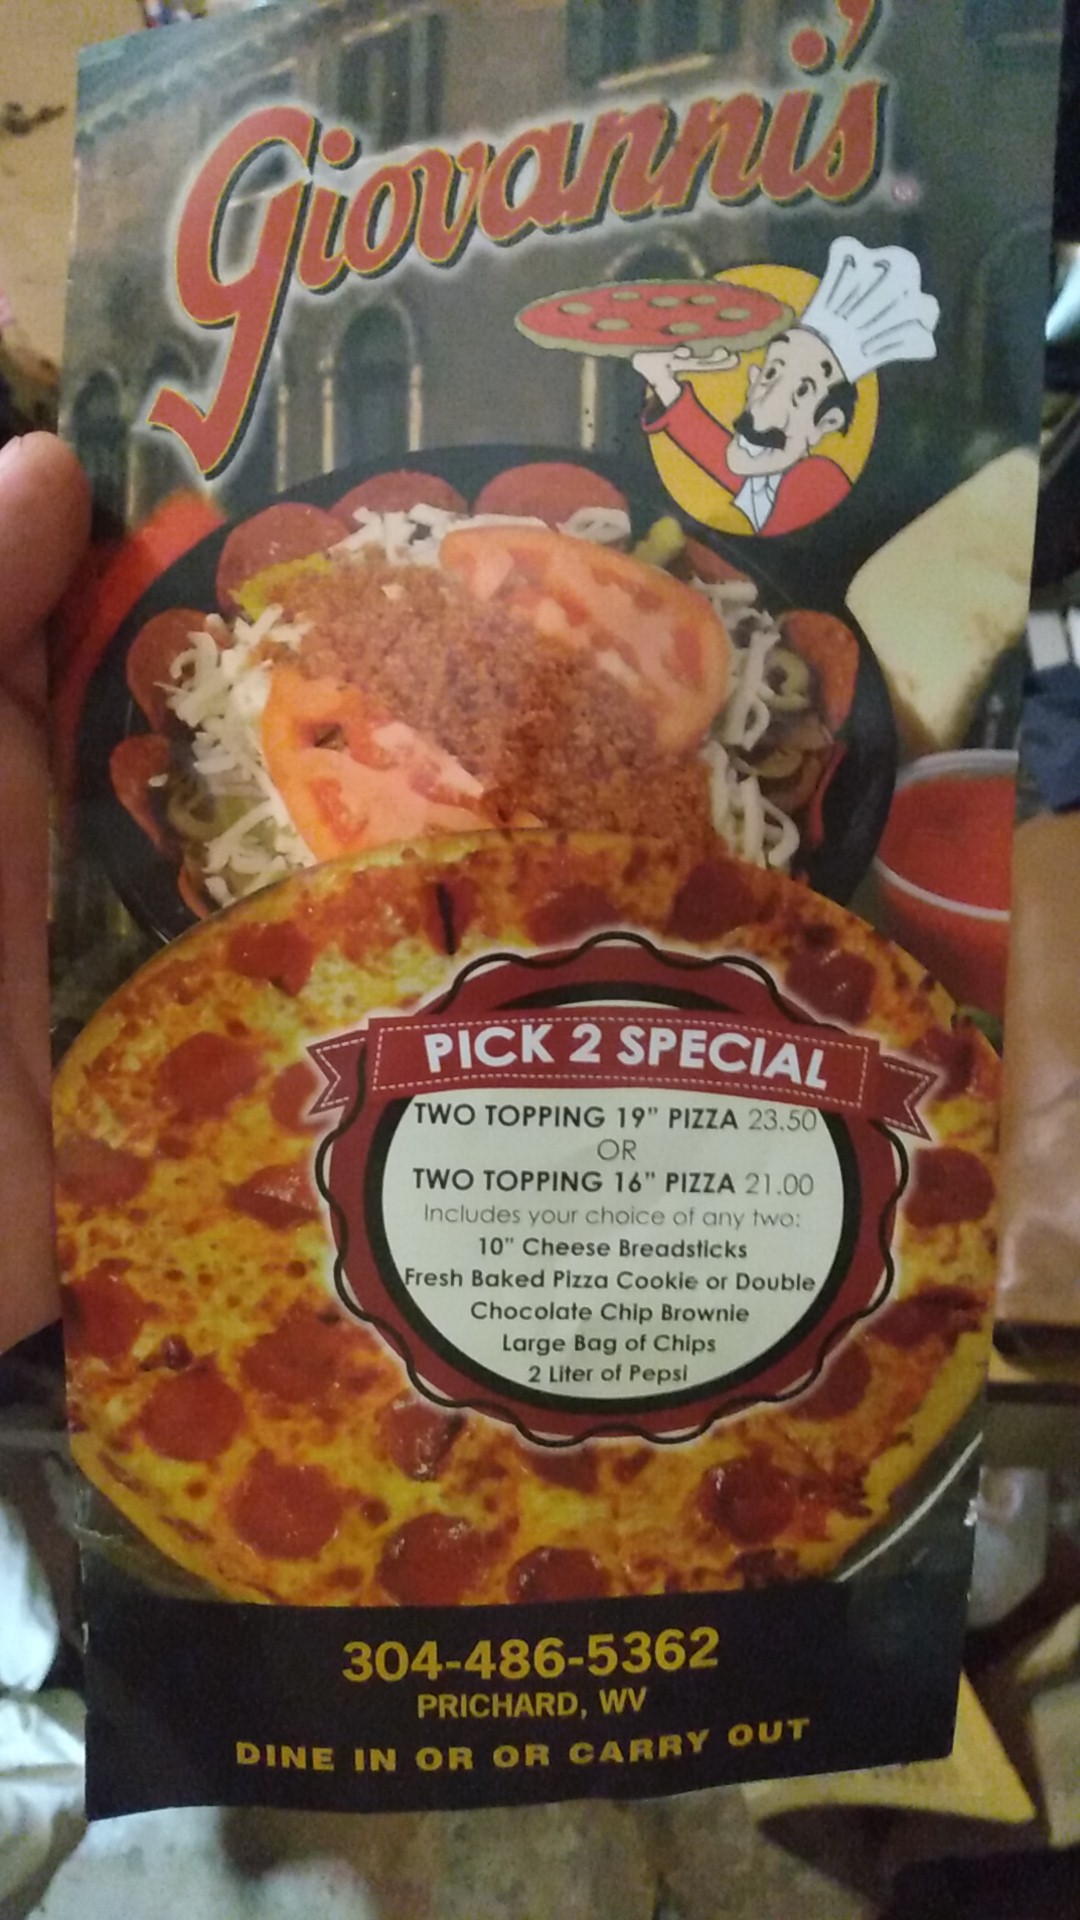 Giovanni's®
PICK 2 SPECIAL
TWO TOPPING 19" PIZZA 23.50
OR
TWO TOPPING 16" PIZZA 21.00
Includes your choice of any two:
10" Cheese Breadsticks
Fresh Baked Pizza Cookie or Double
Chocolate Chip Brownie
Large Bag of Chips
2 Liter of Pepsi
304-486-5362
PRICHARD, WV
DINE IN OR OR CARRY OUT